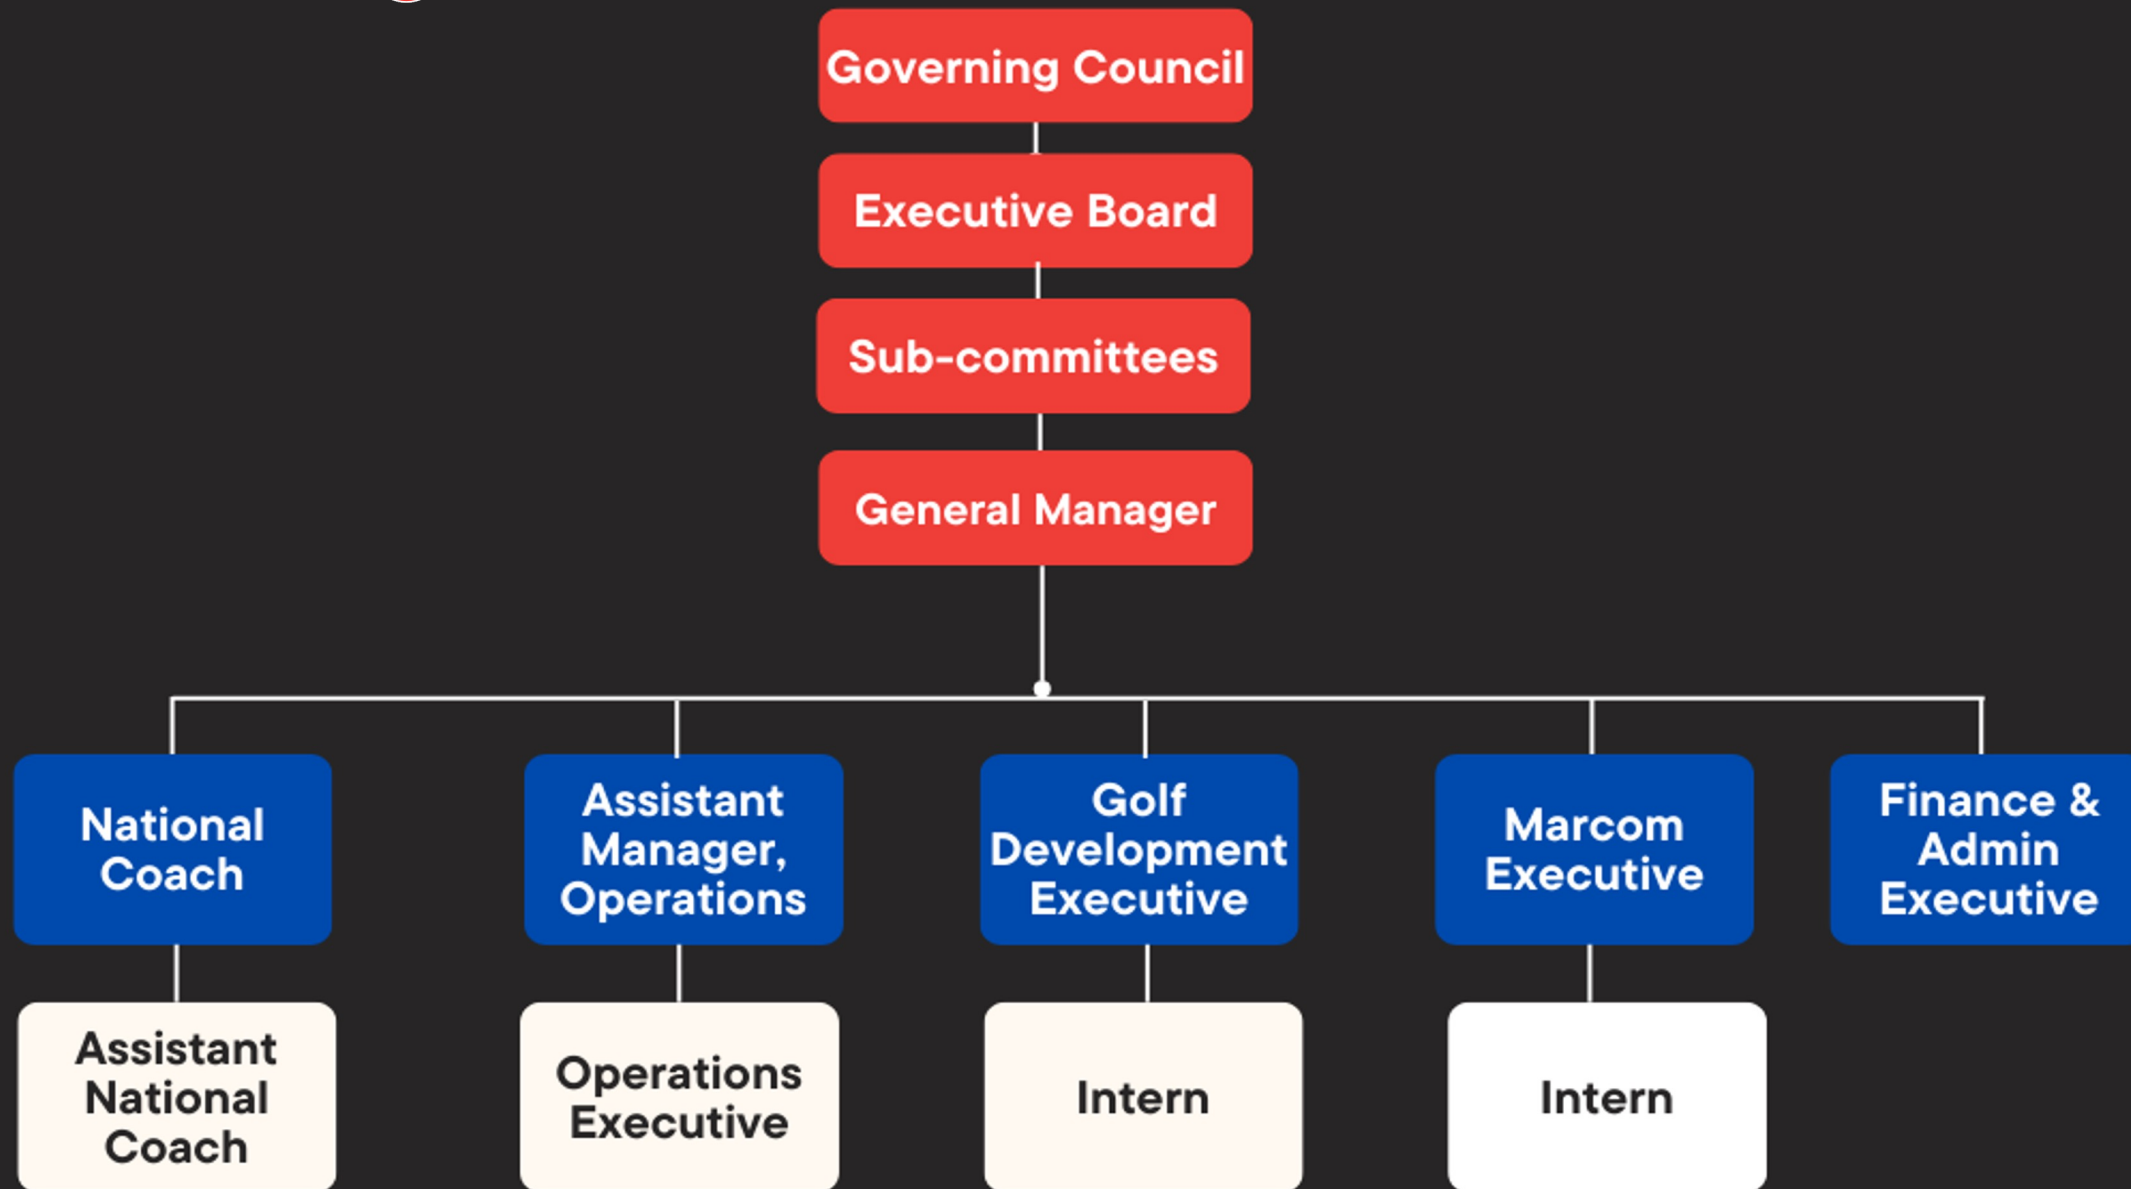 Governing Council
Executive Board
Sub-committees
General Manager
National
Coach
Assistant
Manager,
Operations
Golf
Development
Executive
Marcom
Executive
Finance &
Admin
Executive
Assistant
National
Coach
Operations
Executive
Intern
Intern